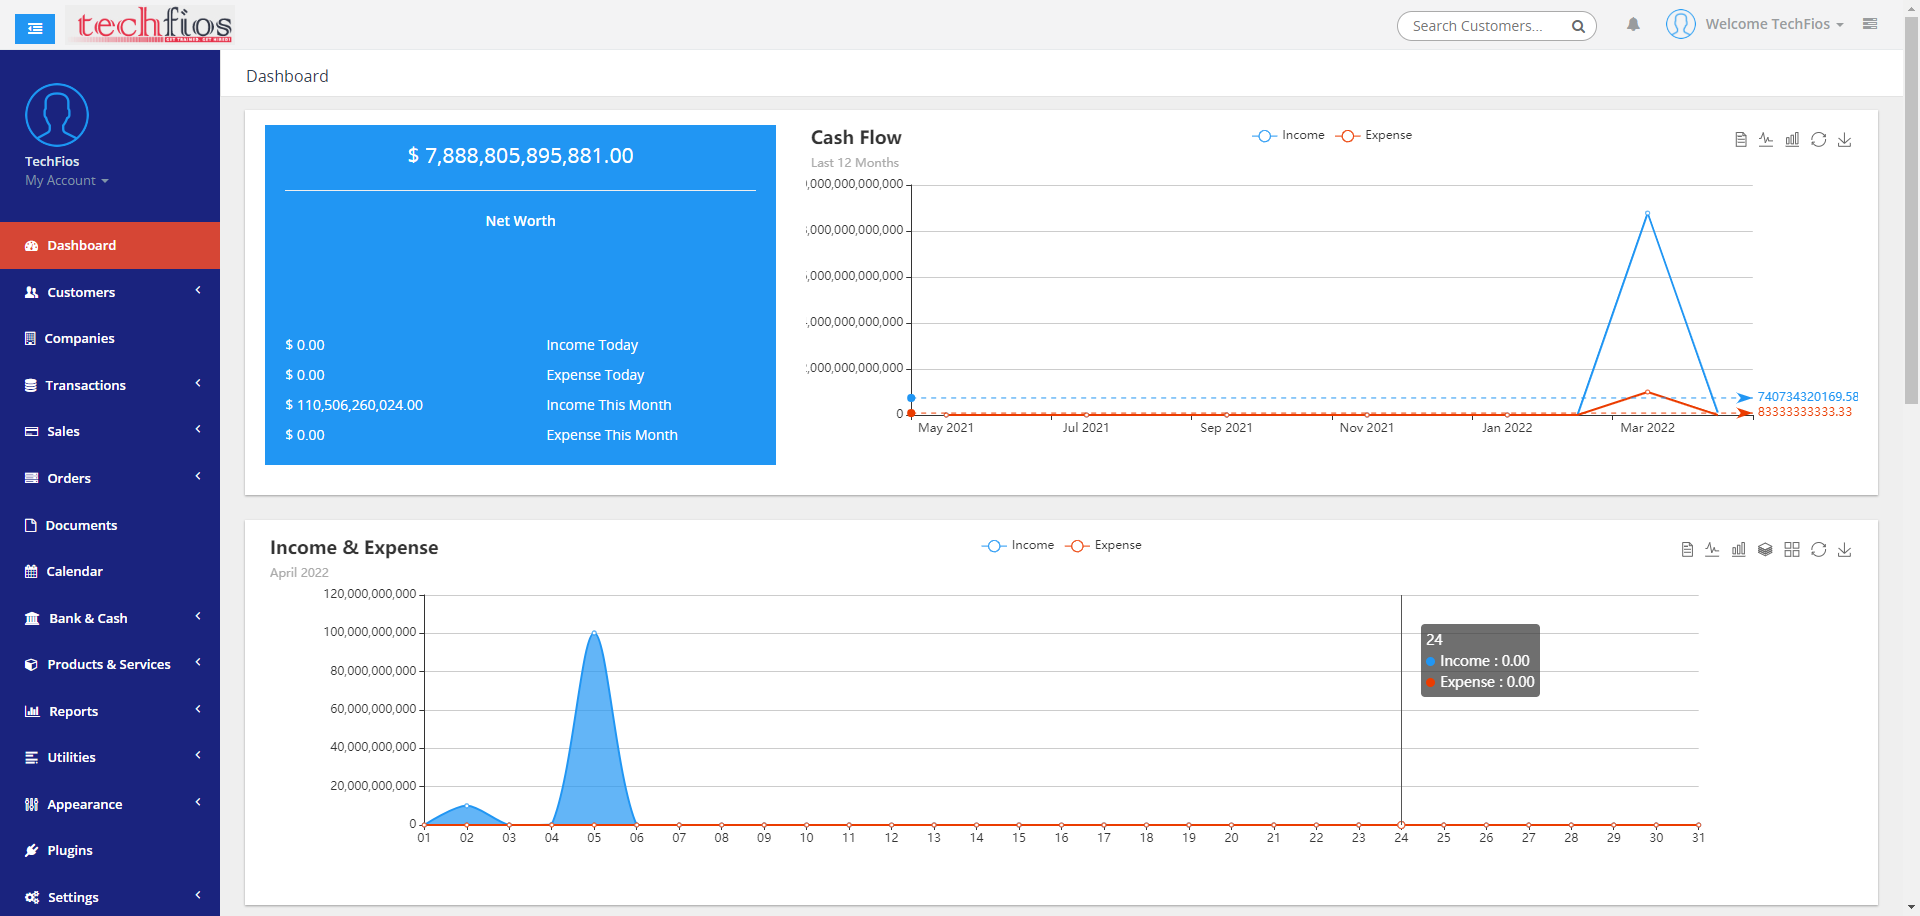 techfios
Search Customers...
Welcome TechFios
TechFios
My Account
Dashboard
Customers
Companies
Transactions
Sales
Orders
Documents
Calendar
Bank & Cash
Products & Services
Reports
Utilities
Appearance
Plugins
Settings
Dashboard
$ 7,888,805,895,881.00
Net Worth
$ 0.00 Income Today
$ 0.00 Expense Today
$ 110,506,260,024.00 Income This Month
$ 0.00 Expense This Month
Cash Flow
Last 12 Months
Income Expense
,000,000,000,000
,000,000,000,000
,000,000,000,000
,000,000,000,000
,000,000,000,000
0
740734320169.58
83333333333.33
May 2021 Jul 2021 Sep 2021 Nov 2021 Jan 2022 Mar 2022
Income & Expense
April 2022
Income Expense
120,000,000,000
100,000,000,000
80,000,000,000
60,000,000,000
40,000,000,000
20,000,000,000
0
24
Income : 0.00
Expense : 0.00
01 02 03 04 05 06 07 08 09 10 11 12 13 14 15 16 17 18 19 20 21 22 23 24 25 26 27 28 29 30 31